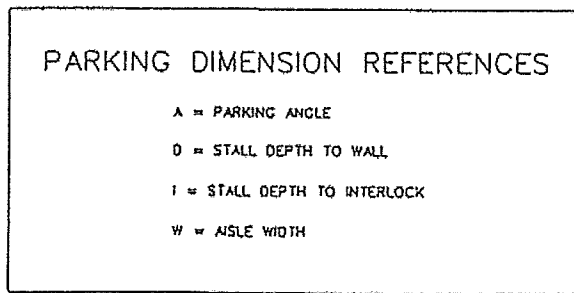 PARKING DIMENSION REFERENCES
A = PARKING ANGLE
D = STALL DEPTH TO WALL
I = STALL DEPTH TO INTERLOCK
W = AISLE WIDTH